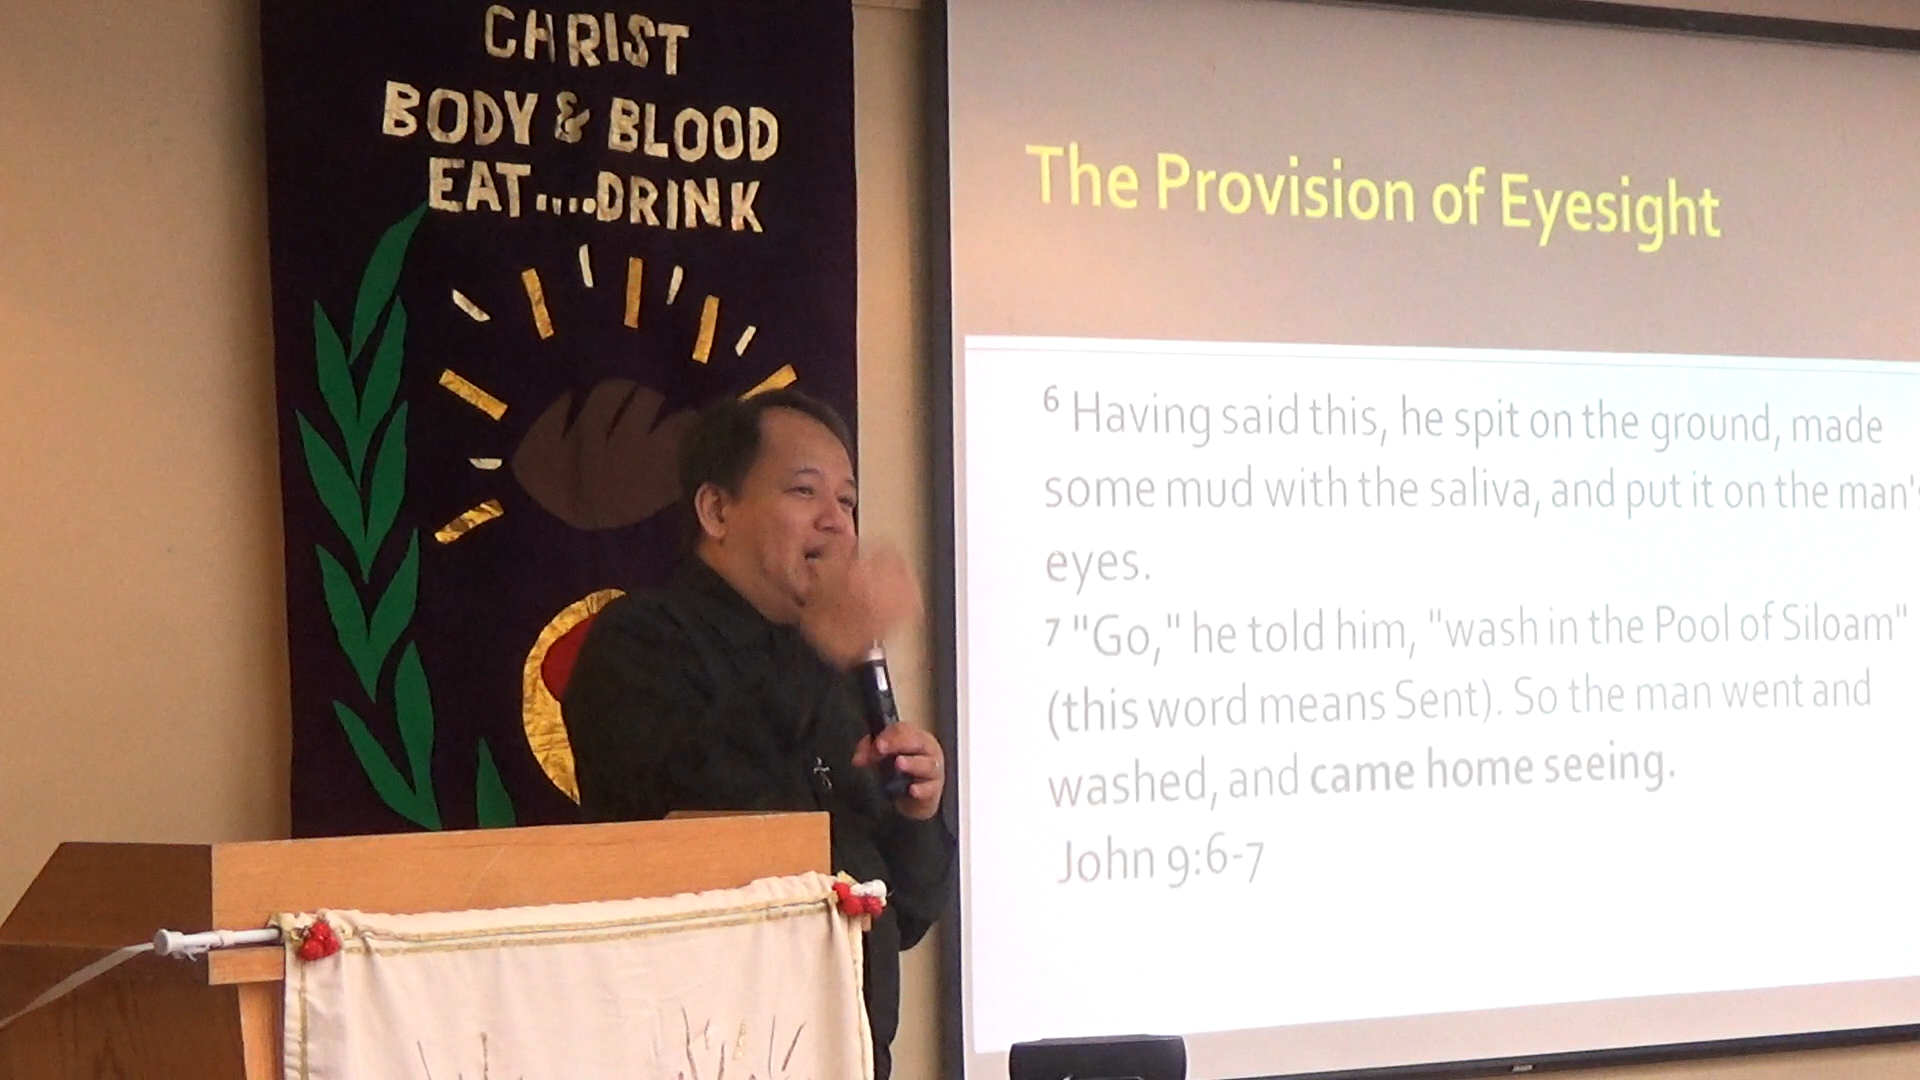 CHRIST
BODY & BLOOD
EAT....DRINK
The Provision of Eyesight
6 Having said this, he spit on the ground, made
some mud with the saliva, and put it on the man's
eyes.
7 "Go," he told him, "wash in the Pool of Siloam"
(this word means Sent). So the man went and
washed, and came home seeing.
John 9:6-7